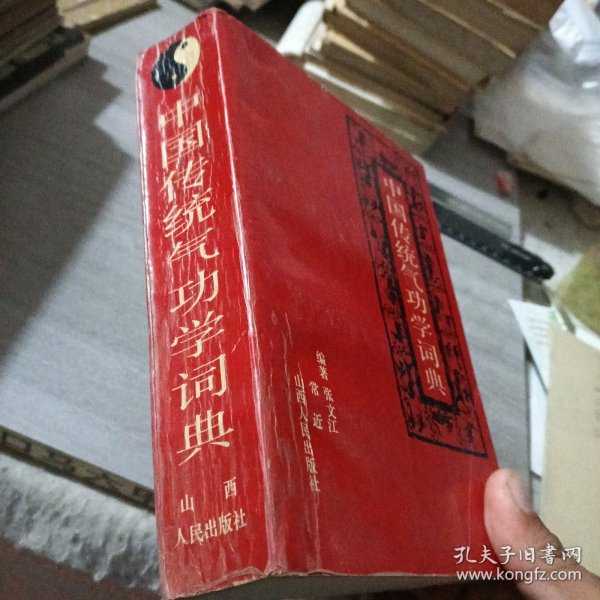 中国传统气功学词典
山西
人民出版社
中国传统气功学词典
编著 张文江
常近
山西人民出版社
孔夫子旧书网
www.kongfz.com